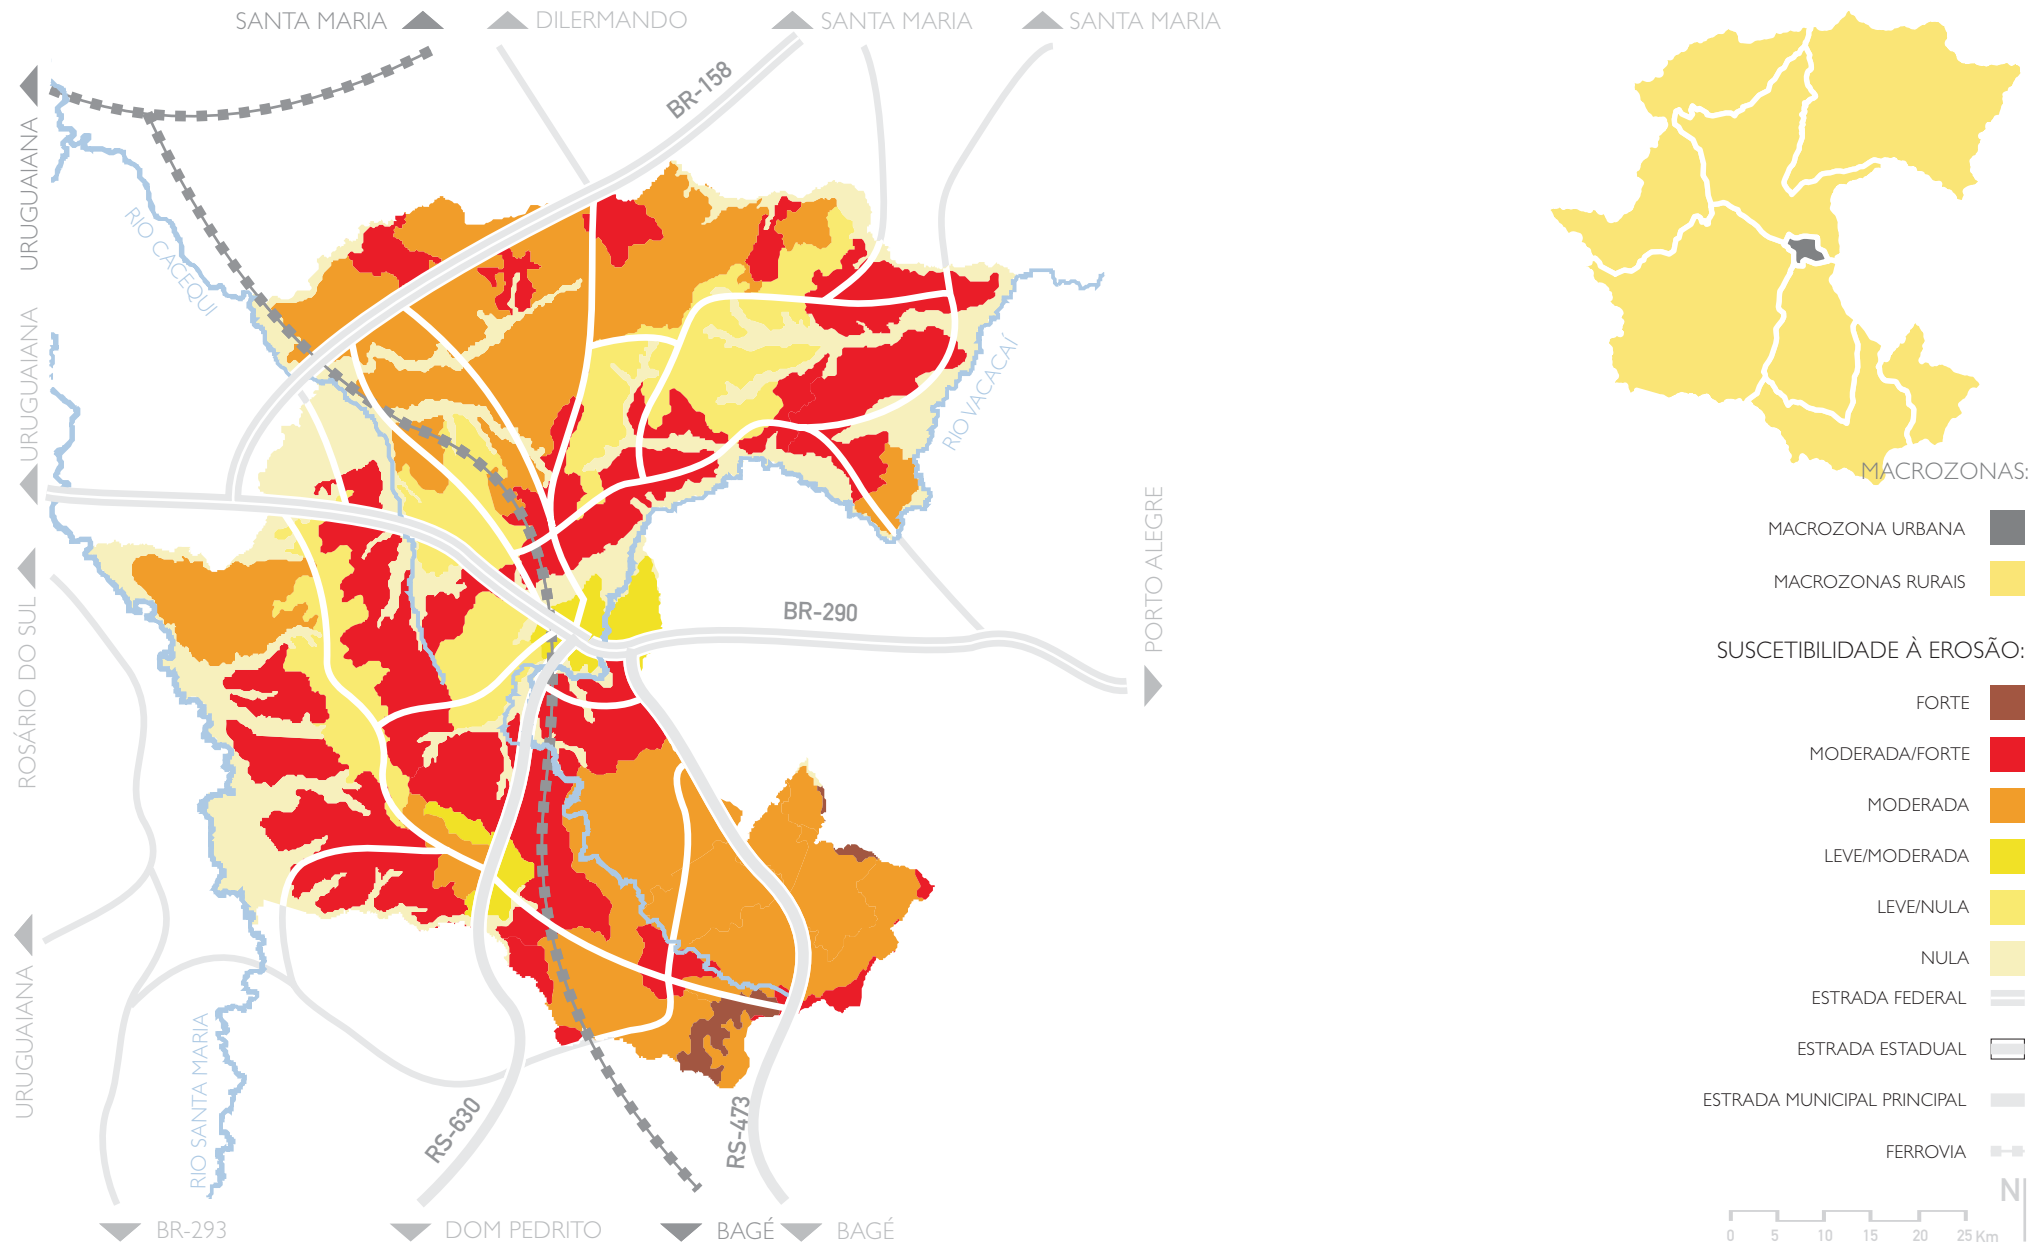 SANTA MARIA
DILERMANDO
SANTA MARIA
SANTA MARIA
BR-158
URUGUAIANA
RIO CACEQUI
URUGUAIANA
RIO VACACAÍ
ROSÁRIO DO SUL
BR-290
PORTO ALEGRE
URUGUAIANA
RIO SANTA MARIA
RS-630
RS-473
BR-293
DOM PEDRITO
BAGÉ
BAGÉ
MACROZONAS:
MACROZONA URBANA
MACROZONAS RURAIS
SUSCETIBILIDADE À EROSÃO:
FORTE
MODERADA/FORTE
MODERADA
LEVE/MODERADA
LEVE/NULA
NULA
ESTRADA FEDERAL
ESTRADA ESTADUAL
ESTRADA MUNICIPAL PRINCIPAL
FERROVIA
N
0 5 10 15 20 25 Km